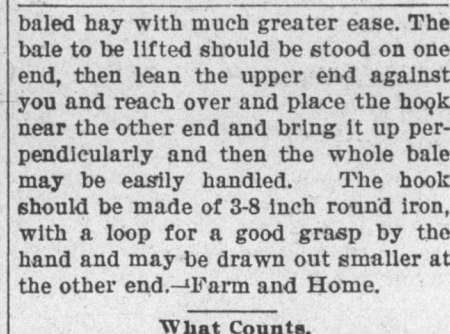 baled hay with much greater ease. The
bale to be lifted should be stood on one
end, then lean the upper end against
you and reach over and place the hook
near the other end and bring it up per-
pendicularly and then the whole bale
may be easily handled. The hook
should be made of 3-8 inch round iron,
with a loop for a good grasp by the
hand and may be drawn out smaller at
the other end.—Farm and Home.
What Counts.